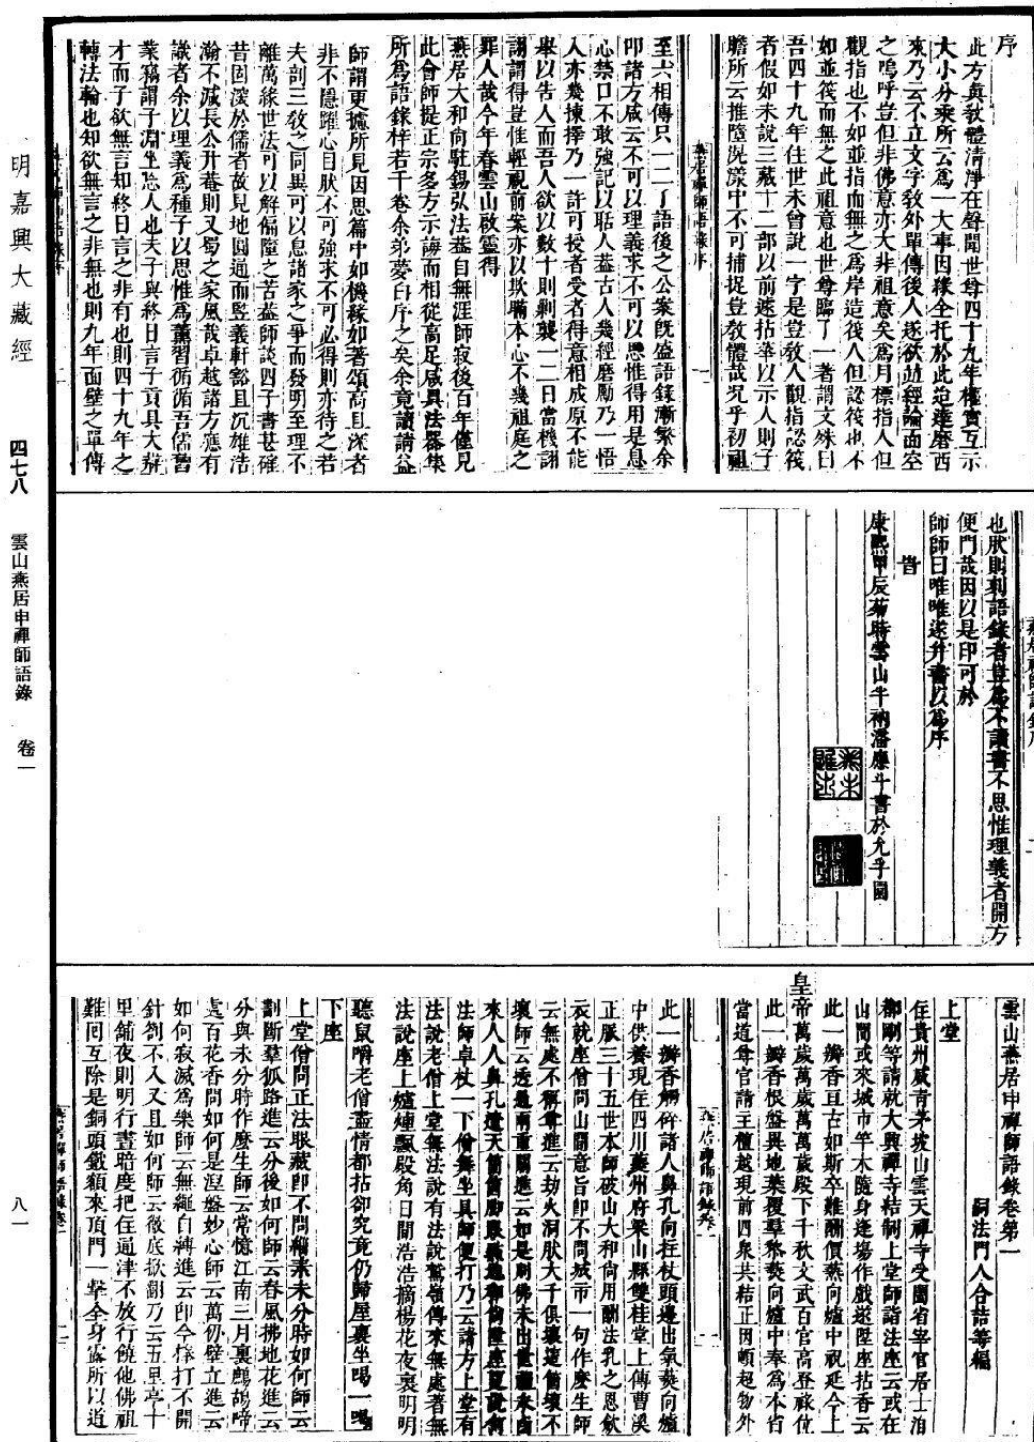 序
此方真教體清淨在聲聞世尊四十九年權實互示
大小分乘所云為一大事因緣全托於此迨達磨西
來乃云不立文字教外單傳後人遂欲並經論面空
之嗚呼豈但非佛意亦大非祖意矣為月標指人但
觀指也不如並指而無之為岸造筏人但認筏也不
如並筏而無之此祖意也世尊臨了一著謂文殊曰
吾四十九年住世未曾說一字是豈教人觀指認筏
者假如未說三藏十二部以前遽拈華以示人則子
瞻所云推墮滉漾中不可捕捉豈教體哉況乎初祖
至六相傳只一二了語後之公案既盛語錄漸繁余
叩諸方咸云不可以理義求不可以思惟得用是息
心禁口不敢強記以聒人蓋古人幾經磨勵乃一悟
人亦幾揀擇乃一許可授者受者得意相成原不能
舉以告人而吾人欲以數十則剿襲一二日當機詡
謂得豈惟輕視前案亦以欺瞞本心不幾祖庭之
罪人哉今年春雲山啟靈得
燕居大和尚駐錫弘法蓋自無涯師寂後百年僅見
此會師提正宗多方示誨而相從高足咸具法器集
所為語錄梓若干卷余弟夢白序之矣余竟讀請益
師謂更據所見因思篇中如機緣如著頌高且深者
非不隱躍心目狀不可強求不可必得則亦待之若
夫剖三教之同異可以息諸家之爭而發明至理不
離萬緣世法可以解偏墮之苦蓋師談四子書甚確
昔固深於儒者故見地圓通而豎義軒豁且沉雄浩
瀚不減長公升菴則又蜀之家風哉卓越諸方應有
識者余以理義為種子以思惟為薰習循循吾儒舊
業竊謂子淵坐忘人也夫子與終日言子貢具大辯
才而子欲無言知終日言之非有也則四十九年之
轉法輪也知欲無言之非無也則九年面壁之單傳
也狀則刻語錄者豈為不讀書不思惟理義者開方
便門哉因以是印可於
師師曰唯唯遂并書以為序
旹
康熙甲辰菊時雲山半衲潘應斗書於允孚園
雲山燕居申禪師語錄卷第一
嗣法門人合誥等編
上堂
住貴州威青茅坡山雲天禪寺受闔省宰官居士洎
柳剛等請就大興禪寺結制上堂師詣法座云或在
山間或來城市竿木隨身逢場作戲遂陞座拈香云
此一瓣香亘古如斯卒難酬價爇向爐中祝延今上
皇帝萬歲萬歲萬萬歲殿下千秋文武百官高登祿位
此一瓣香根盤異地葉覆羣黎爇向爐中奉為本省
當道尊官請主檀越現前四眾共結正因頓超物外
此一瓣香觸碎諸人鼻孔向拄杖頭邊出氣爇向爐
中供養現住四川夔州府梁山縣雙桂堂上傳曹溪
正脈三十五世本師破山大和尚用酬法乳之恩斂
衣就座僧問山關意旨即不問城市一句作麼生師
云無處不稱尊進云劫火洞狀大千俱壞這箇壞不
壞師云透過兩重關進云如是則佛未出世祖未西
來人人鼻孔遼天箇箇腳跟點地和尚陞座又說何
法師卓杖一下僧無坐具師便打乃云諸方上堂有
法說老僧上堂無法說有法說鷲嶺傳來無處著無
法說座上爐煙飄殿角日間浩浩摘楊花夜裏明明
聽鼠嚼老僧盡情都拈卻究竟仍歸屋裏坐喝一喝
下座
上堂僧問正法眼藏即不問緇素未分時如何師云
劃斷羣狐路進云分後如何師云春風拂地花進云
分與未分時作麼生師云常憶江南三月裏鷓鴣啼
處百花香問如何是涅盤妙心師云萬仞壁立進云
如何寂滅為樂師云無繩自縛進云即今擇打不開
針劄不入又且如何師云徹底掀翻乃云五里亭十
里鋪夜則明行晝暗度把住通津不放行饒他佛祖
難回互除是銅頭鐵額來頂門一擊全身露所以道
明嘉興大藏經
四七八
雲山燕居申禪師語錄
卷一
八一